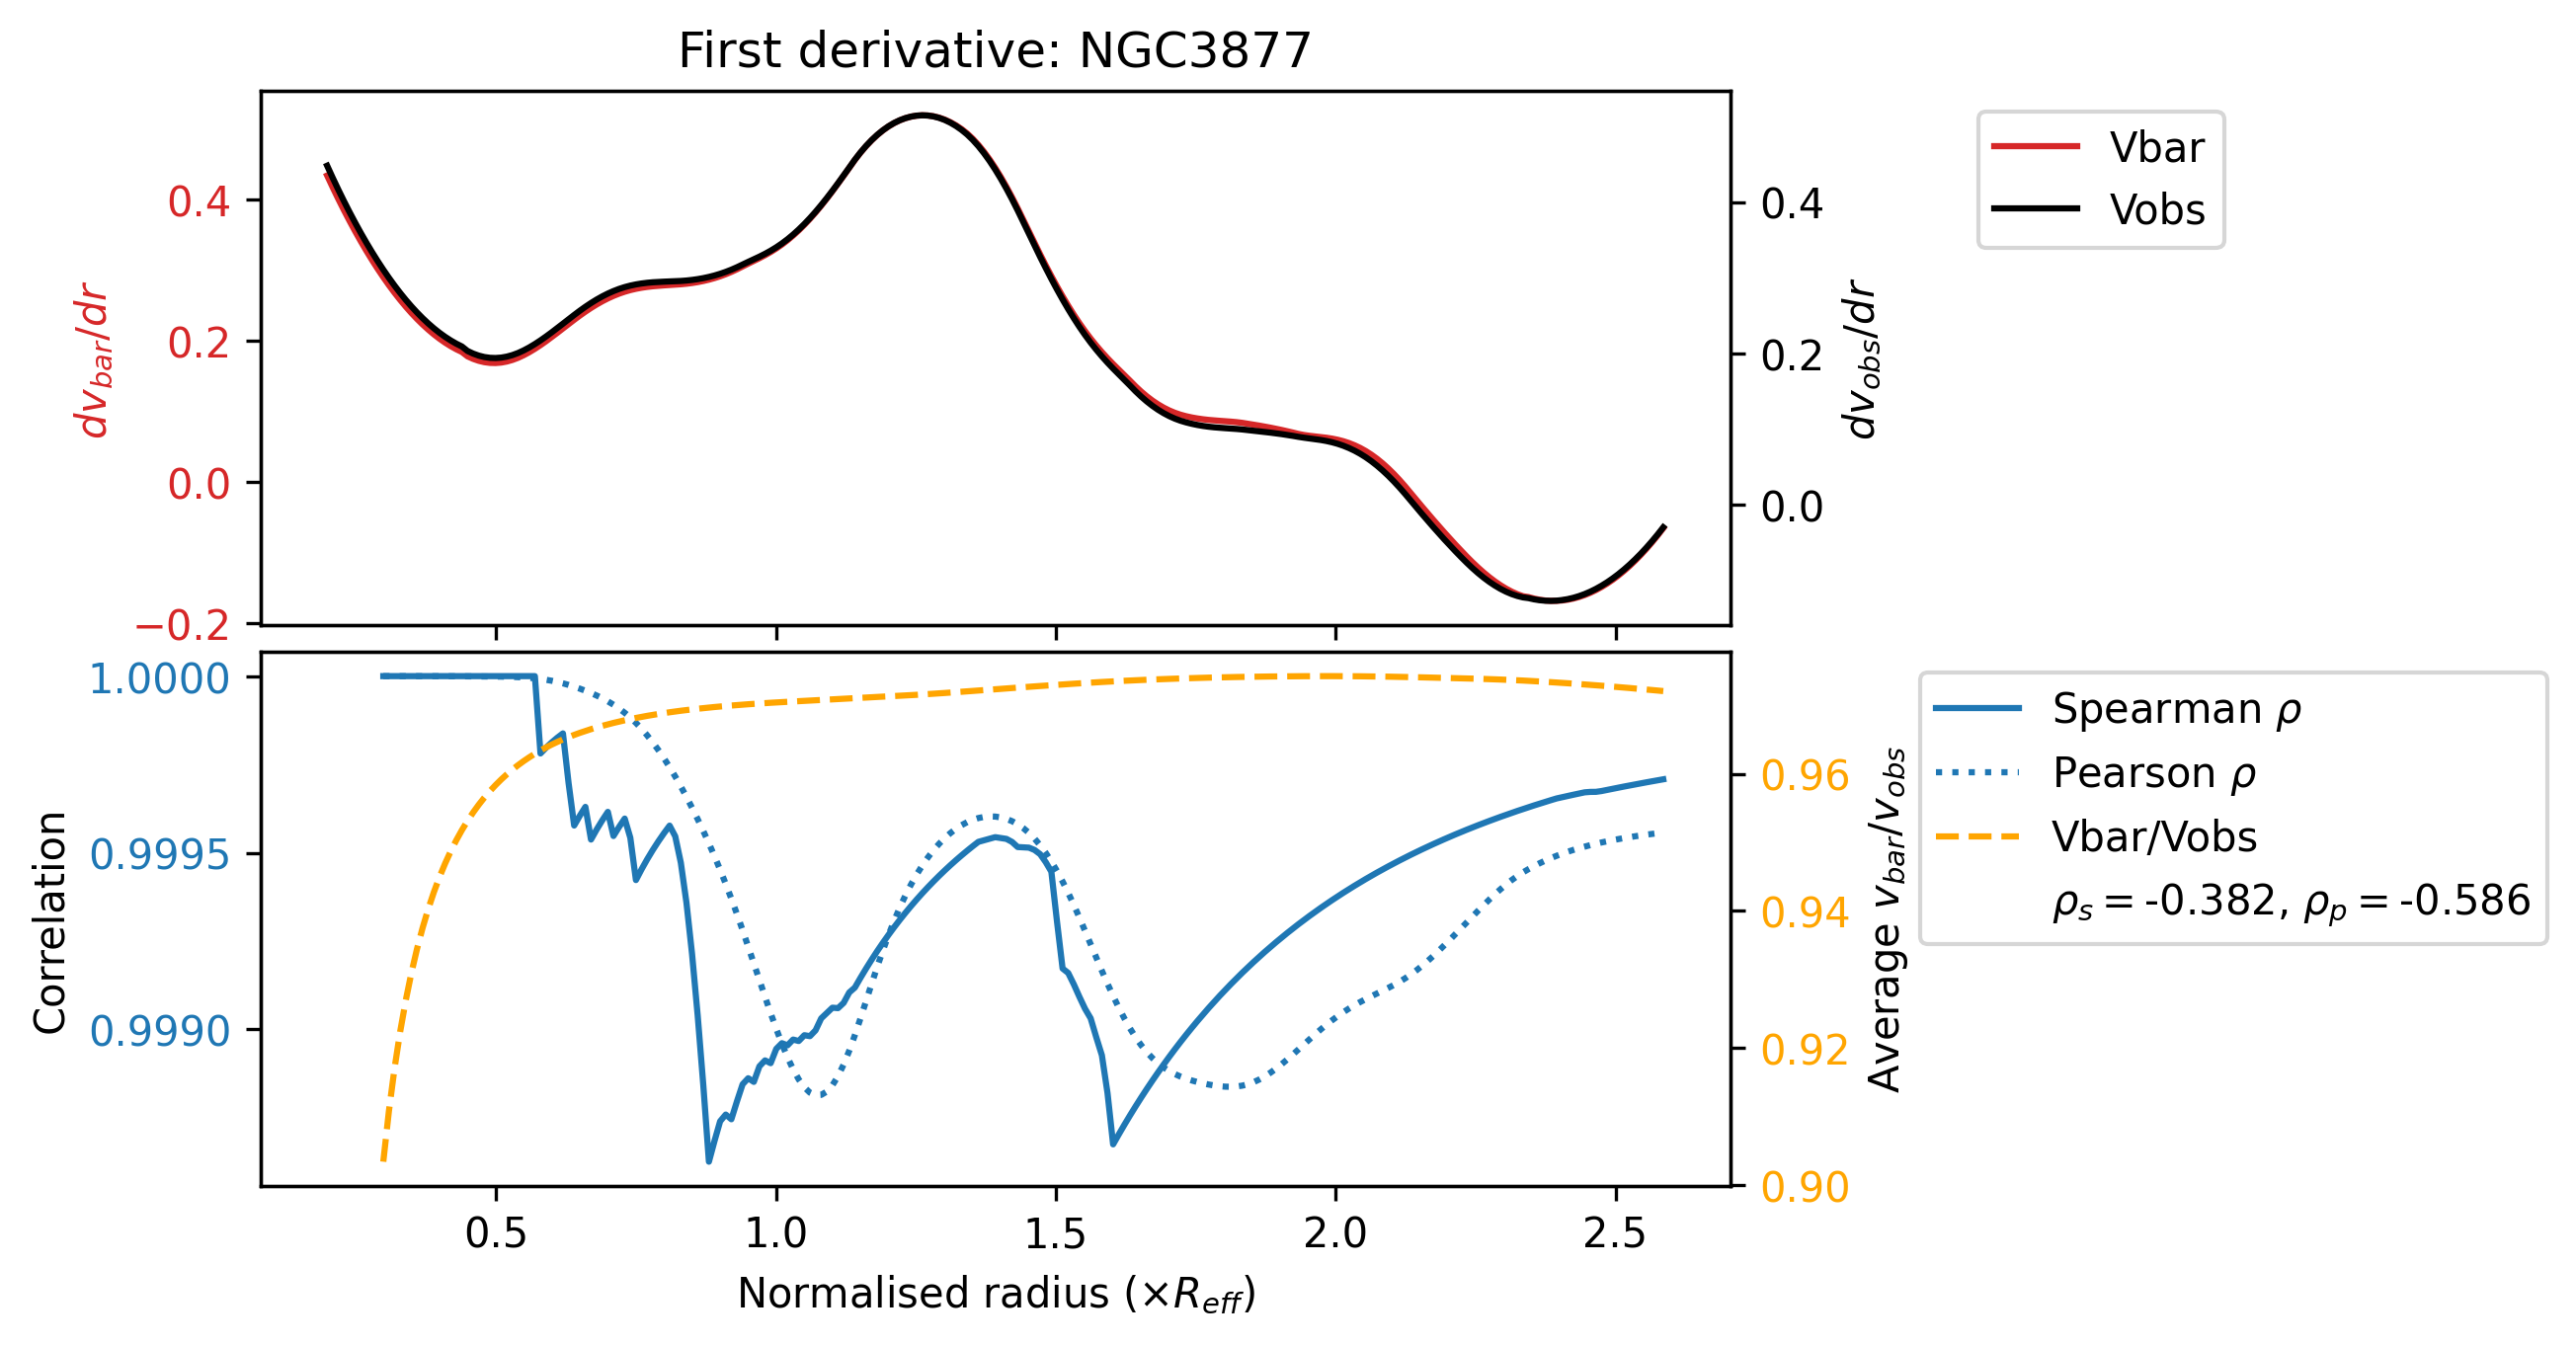 First derivative: NGC3877
Vbar
Vobs
0.4
0.2
0.0
−0.2
dv_bar/dr
0.4
0.2
0.0
dv_obs/dr
1.0000
0.9995
0.9990
Correlation
0.96
0.94
0.92
0.90
Average v_bar/v_obs
Spearman ρ
Pearson ρ
Vbar/Vobs
ρ_s = -0.382, ρ_p = -0.586
0.5 1.0 1.5 2.0 2.5
Normalised radius (×R_eff)